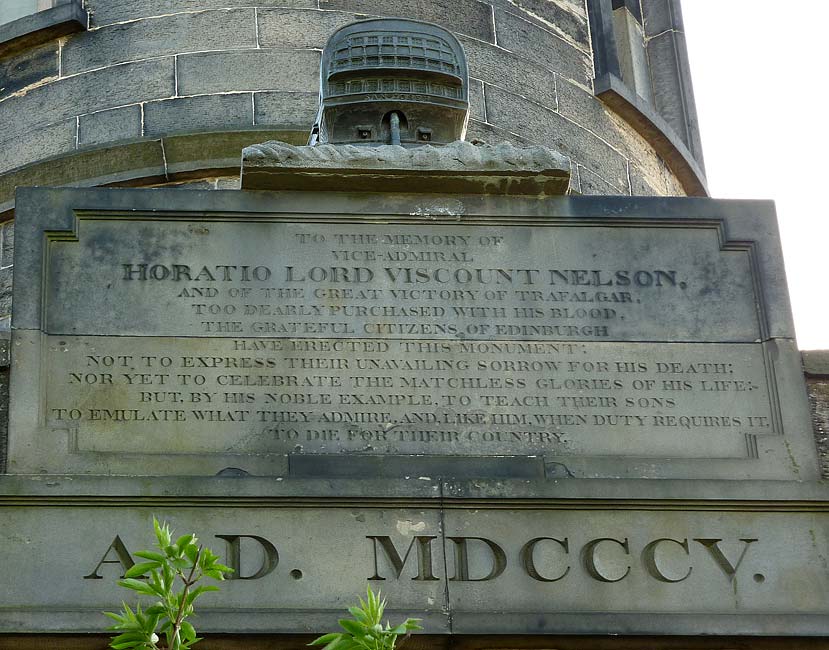 SAN JOSEF
TO THE MEMORY OF
VICE-ADMIRAL
HORATIO LORD VISCOUNT NELSON,
AND OF THE GREAT VICTORY OF TRAFALGAR,
TOO DEARLY PURCHASED WITH HIS BLOOD,
THE GRATEFUL CITIZENS OF EDINBURGH
HAVE ERECTED THIS MONUMENT:
NOT TO EXPRESS THEIR UNAVAILING SORROW FOR HIS DEATH;
NOR YET TO CELEBRATE THE MATCHLESS GLORIES OF HIS LIFE;-
BUT, BY HIS NOBLE EXAMPLE, TO TEACH THEIR SONS
TO EMULATE WHAT THEY ADMIRE, AND, LIKE HIM, WHEN DUTY REQUIRES IT,
TO DIE FOR THEIR COUNTRY.
A. D. MDCCCV.